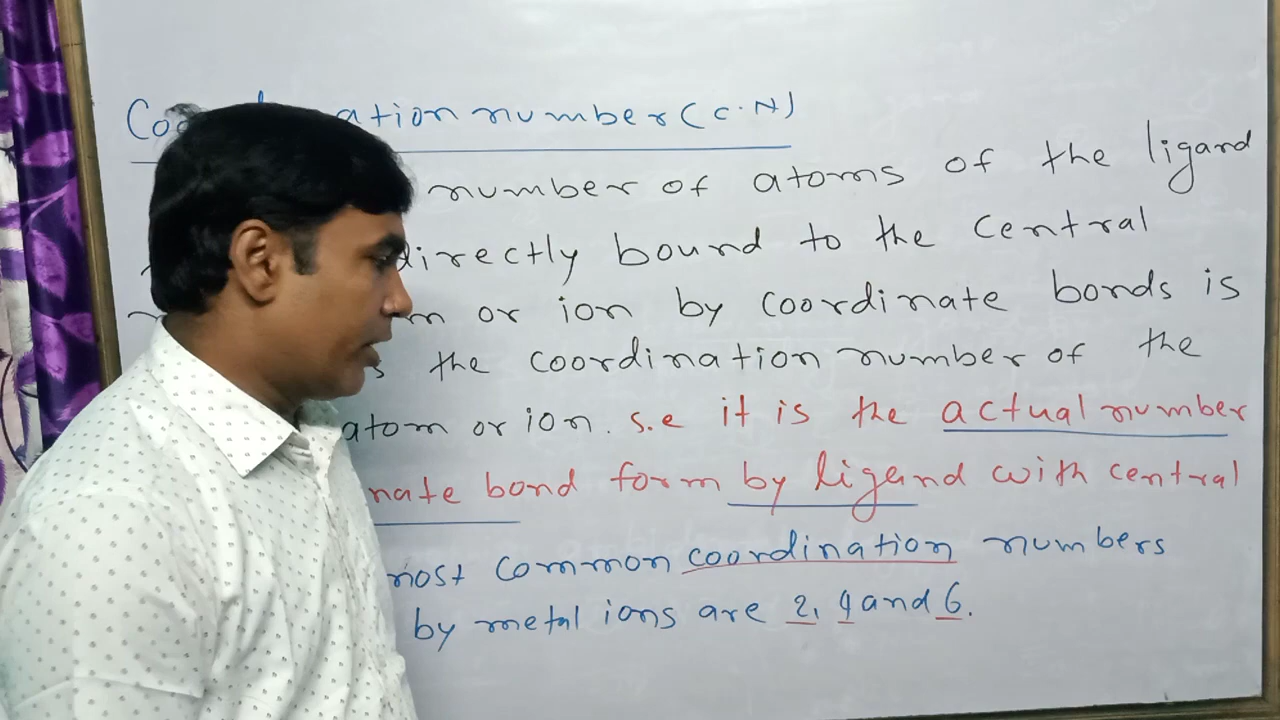 Coordination number (C.N)
number of atoms of the ligand
directly bound to the central
or ion by coordinate bonds is
the coordination number of the
atom or ion. s.e it is the actual number
nate bond form by ligand with central
most common coordination numbers
by metal ions are 2, 4 and 6.